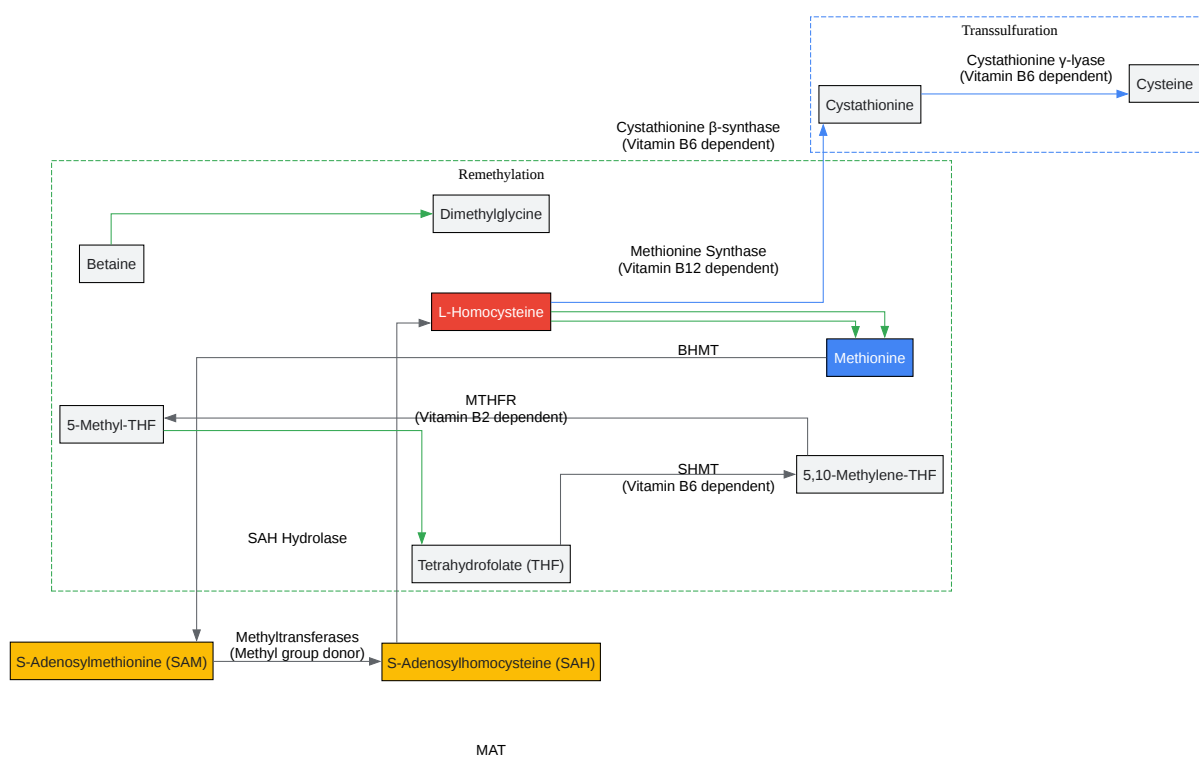 Transsulfuration
Cystathionine γ-lyase
(Vitamin B6 dependent)
Cysteine
Cystathionine
Cystathionine β-synthase
(Vitamin B6 dependent)
Remethylation
Dimethylglycine
Betaine
Methionine Synthase
(Vitamin B12 dependent)
L-Homocysteine
BHMT
Methionine
MTHFR
(Vitamin B2 dependent)
5-Methyl-THF
SHMT
(Vitamin B6 dependent)
5,10-Methylene-THF
SAH Hydrolase
Tetrahydrofolate (THF)
Methyltransferases
(Methyl group donor)
S-Adenosylmethionine (SAM)
S-Adenosylhomocysteine (SAH)
MAT